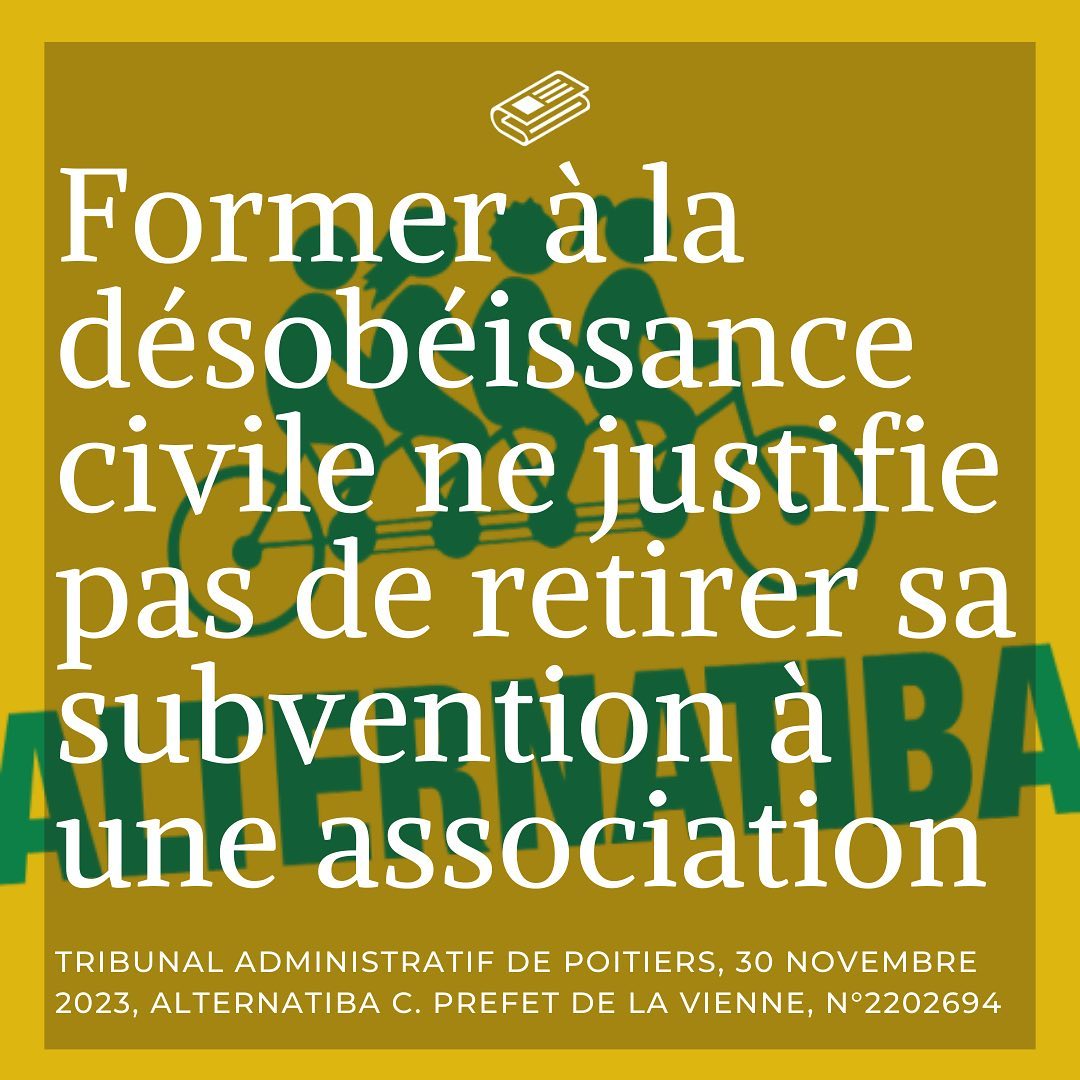 Former à la
désobéissance
civile ne justifie
pas de retirer sa
subvention à
une association
ALTERNATIBA
TRIBUNAL ADMINISTRATIF DE POITIERS, 30 NOVEMBRE
2023, ALTERNATIBA C. PREFET DE LA VIENNE, N°2202694